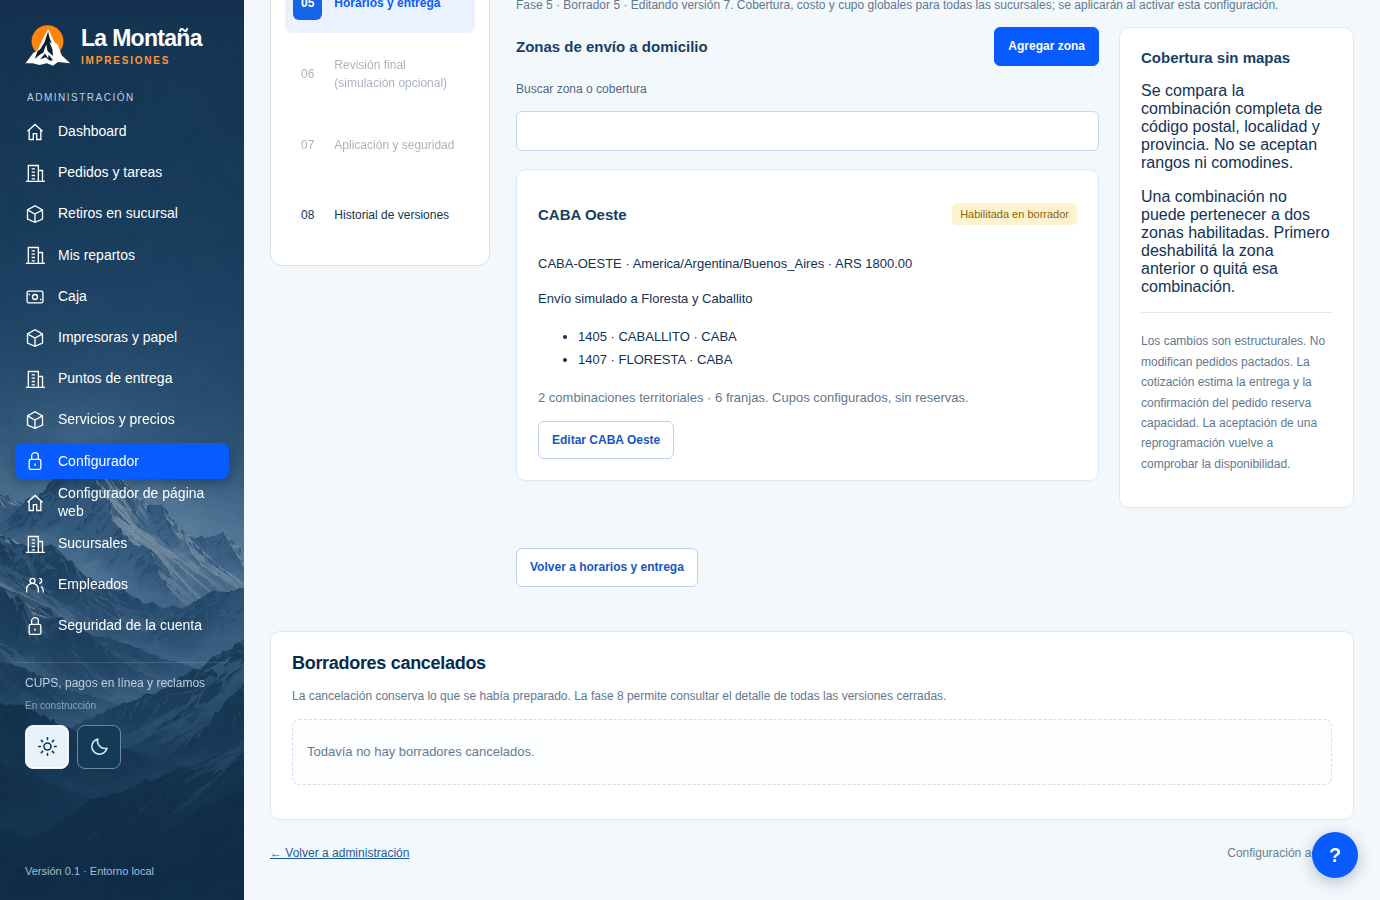 La Montaña
IMPRESIONES
ADMINISTRACIÓN
Dashboard
Pedidos y tareas
Retiros en sucursal
Mis repartos
Caja
Impresoras y papel
Puntos de entrega
Servicios y precios
Configurador
Configurador de página
web
Sucursales
Empleados
Seguridad de la cuenta
CUPS, pagos en línea y reclamos
En construcción
Versión 0.1 · Entorno local
05 Horarios y entrega
06 Revisión final
(simulación opcional)
07 Aplicación y seguridad
08 Historial de versiones
Fase 5 · Borrador 5 · Editando versión 7. Cobertura, costo y cupo globales para todas las sucursales; se aplicarán al activar esta configuración.
Zonas de envío a domicilio
Agregar zona
Buscar zona o cobertura
CABA Oeste
Habilitada en borrador
CABA-OESTE · America/Argentina/Buenos_Aires · ARS 1800.00
Envío simulado a Floresta y Caballito
• 1405 · CABALLITO · CABA
• 1407 · FLORESTA · CABA
2 combinaciones territoriales · 6 franjas. Cupos configurados, sin reservas.
Editar CABA Oeste
Cobertura sin mapas
Se compara la
combinación completa de
código postal, localidad y
provincia. No se aceptan
rangos ni comodines.
Una combinación no
puede pertenecer a dos
zonas habilitadas. Primero
deshabilitá la zona
anterior o quitá esa
combinación.
Los cambios son estructurales. No
modifican pedidos pactados. La
cotización estima la entrega y la
confirmación del pedido reserva
capacidad. La aceptación de una
reprogramación vuelve a
comprobar la disponibilidad.
Volver a horarios y entrega
Borradores cancelados
La cancelación conserva lo que se había preparado. La fase 8 permite consultar el detalle de todas las versiones cerradas.
Todavía no hay borradores cancelados.
← Volver a administración
Configuración a
?